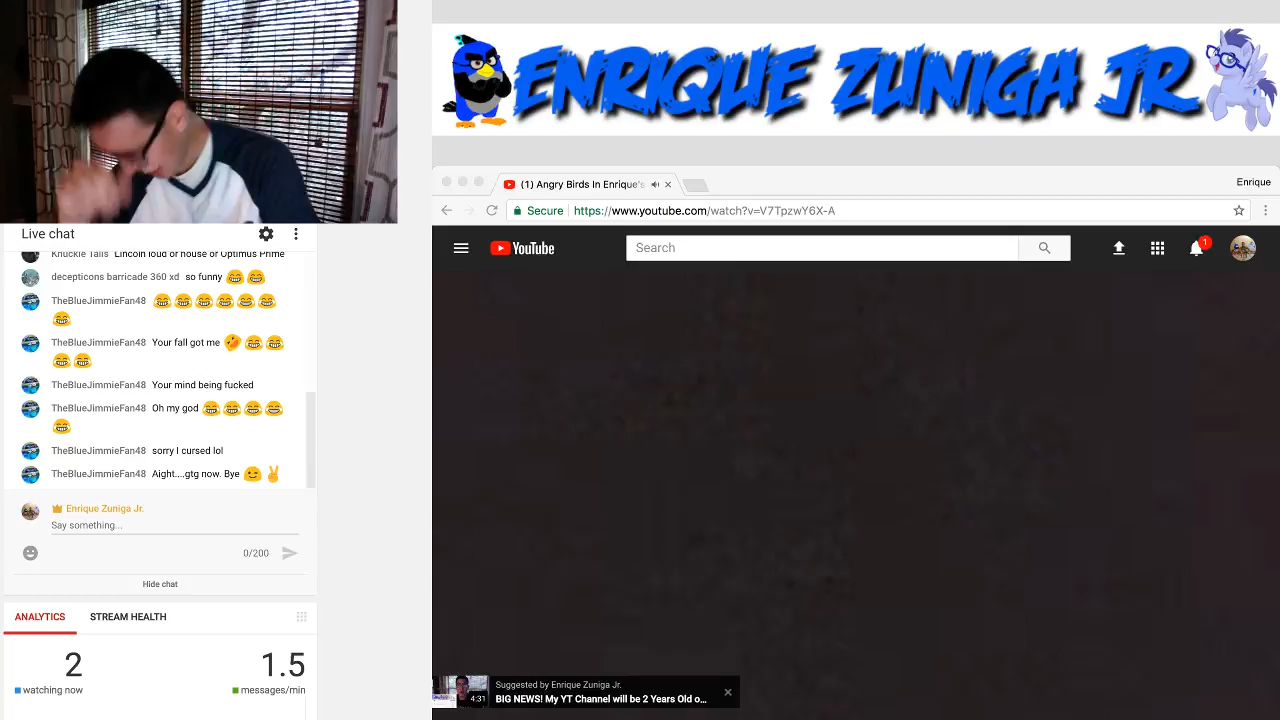 ENRIQUE ZUNIGA JR
(1) Angry Birds In Enrique's
Enrique
Secure https://www.youtube.com/watch?v=V7TpzwY6X-A
YouTube
Search
1
Live chat
Knuckle Tails Lincoln loud or house or Optimus Prime
decepticons barricade 360 xd so funny 😂 😂
TheBlueJimmieFan48 😂 😂 😂 😂 😂 😂
😂
TheBlueJimmieFan48 Your fall got me 🤣 😂 😂
😂 😂
TheBlueJimmieFan48 Your mind being fucked
TheBlueJimmieFan48 Oh my god 😂 😂 😂 😂
😂
TheBlueJimmieFan48 sorry I cursed lol
TheBlueJimmieFan48 Aight....gtg now. Bye 😉 ✌
Enrique Zuniga Jr.
Say something...
0/200
Hide chat
ANALYTICS STREAM HEALTH
2 1.5
watching now messages/min
4:31
Suggested by Enrique Zuniga Jr.
BIG NEWS! My YT Channel will be 2 Years Old o...